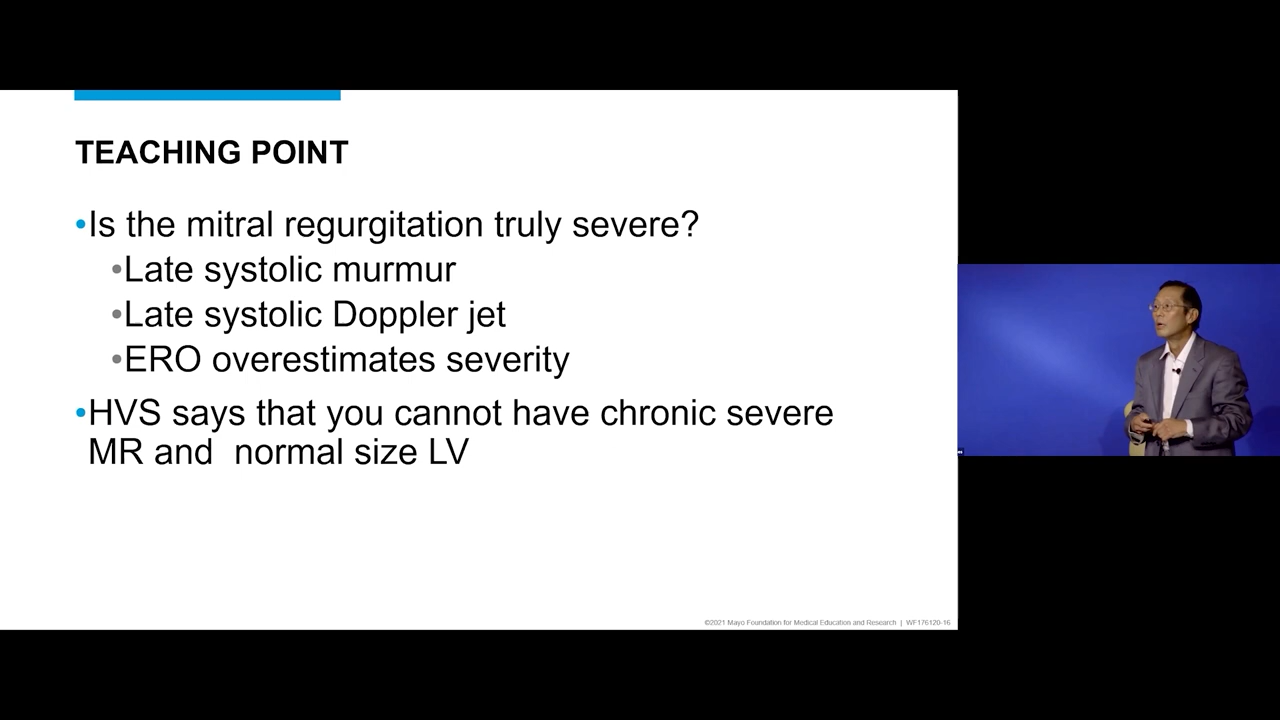 TEACHING POINT
•Is the mitral regurgitation truly severe?
•Late systolic murmur
•Late systolic Doppler jet
•ERO overestimates severity
•HVS says that you cannot have chronic severe
MR and  normal size LV
©2021 Mayo Foundation for Medical Education and Research | WF176120-16